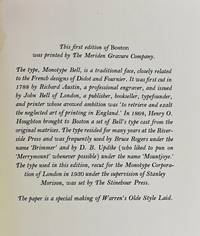 This first edition of Boston
was printed by The Meriden Gravure Company.
The type, Monotype Bell, is a traditional face, closely related
to the French designs of Didot and Fournier. It was first cut in
1788 by Richard Austin, a professional engraver, and issued
by John Bell of London, a publisher, bookseller, typefounder,
and printer whose avowed ambition was 'to retrieve and exalt
the neglected art of printing in England.' In 1869, Henry O.
Houghton brought to Boston a set of Bell's type cast from the
original matrices. The type resided for many years at the River-
side Press and was frequently used by Bruce Rogers under the
name 'Brimmer' and by D. B. Updike (who liked to pun on
'Merrymount' whenever possible) under the name 'Mountjoye.'
The type used in this edition, recut for the Monotype Corpora-
tion of London in 1930 under the supervision of Stanley
Morison, was set by The Stinehour Press.
The paper is a special making of Warren's Olde Style Laid.